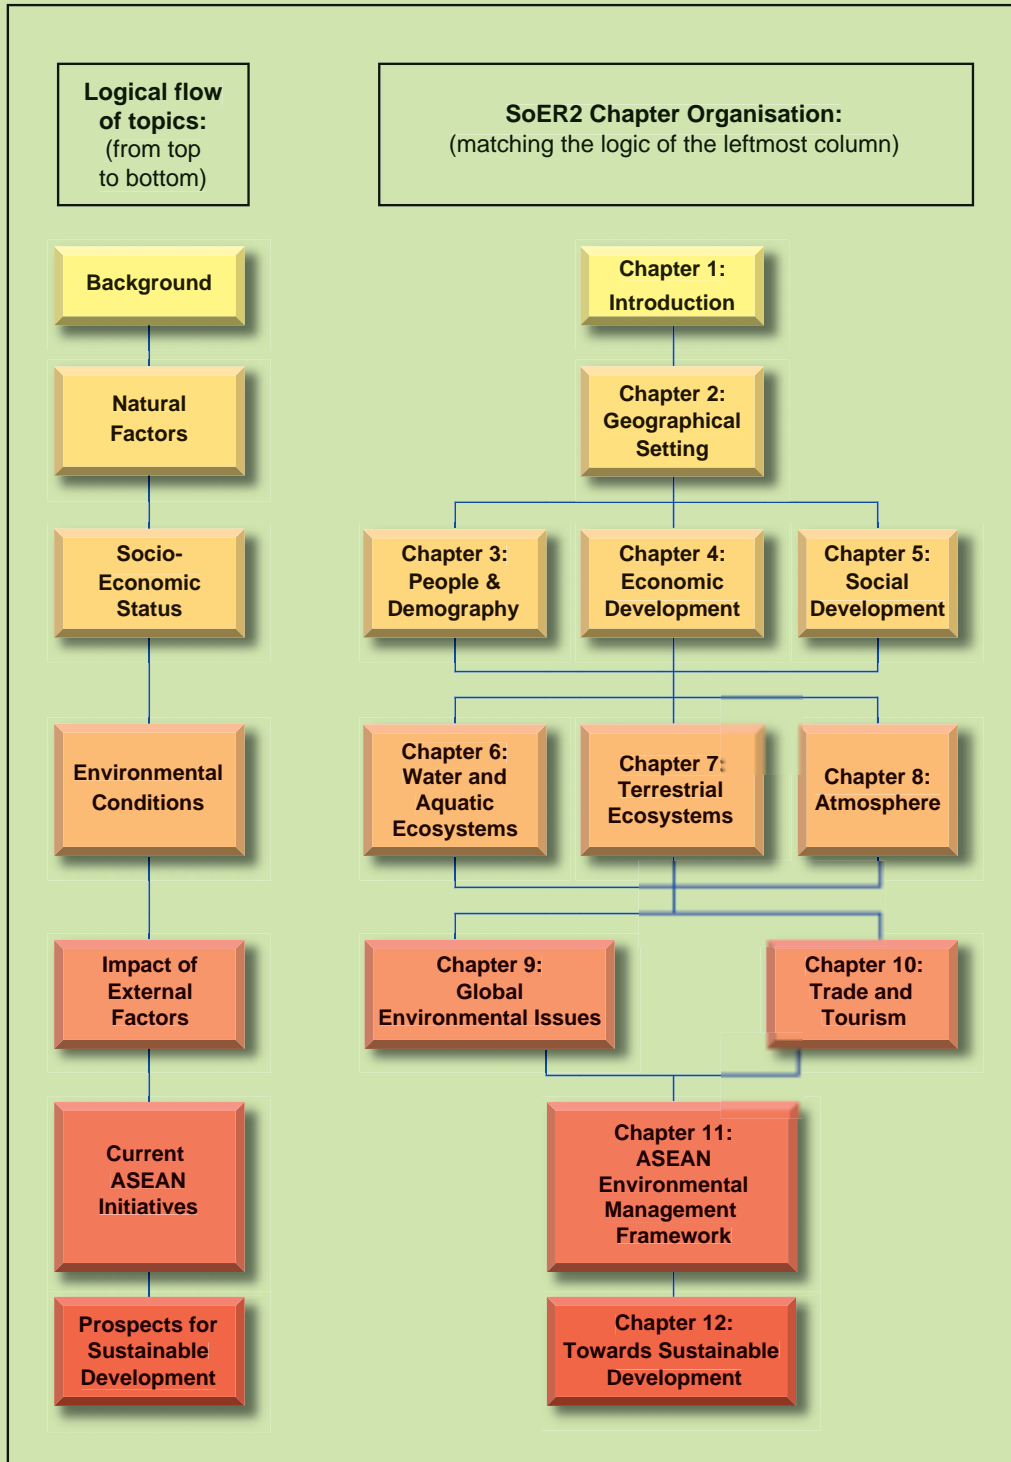 Logical flow
of topics:
(from top
to bottom)
SoER2 Chapter Organisation:
(matching the logic of the leftmost column)
Background
Chapter 1:
Introduction
Natural
Factors
Chapter 2:
Geographical
Setting
Socio-
Economic
Status
Chapter 3:
People &
Demography
Chapter 4:
Economic
Development
Chapter 5:
Social
Development
Environmental
Conditions
Chapter 6:
Water and
Aquatic
Ecosystems
Chapter 7:
Terrestrial
Ecosystems
Chapter 8:
Atmosphere
Impact of
External
Factors
Chapter 9:
Global
Environmental Issues
Chapter 10:
Trade and
Tourism
Current
ASEAN
Initiatives
Chapter 11:
ASEAN
Environmental
Management
Framework
Prospects for
Sustainable
Development
Chapter 12:
Towards Sustainable
Development